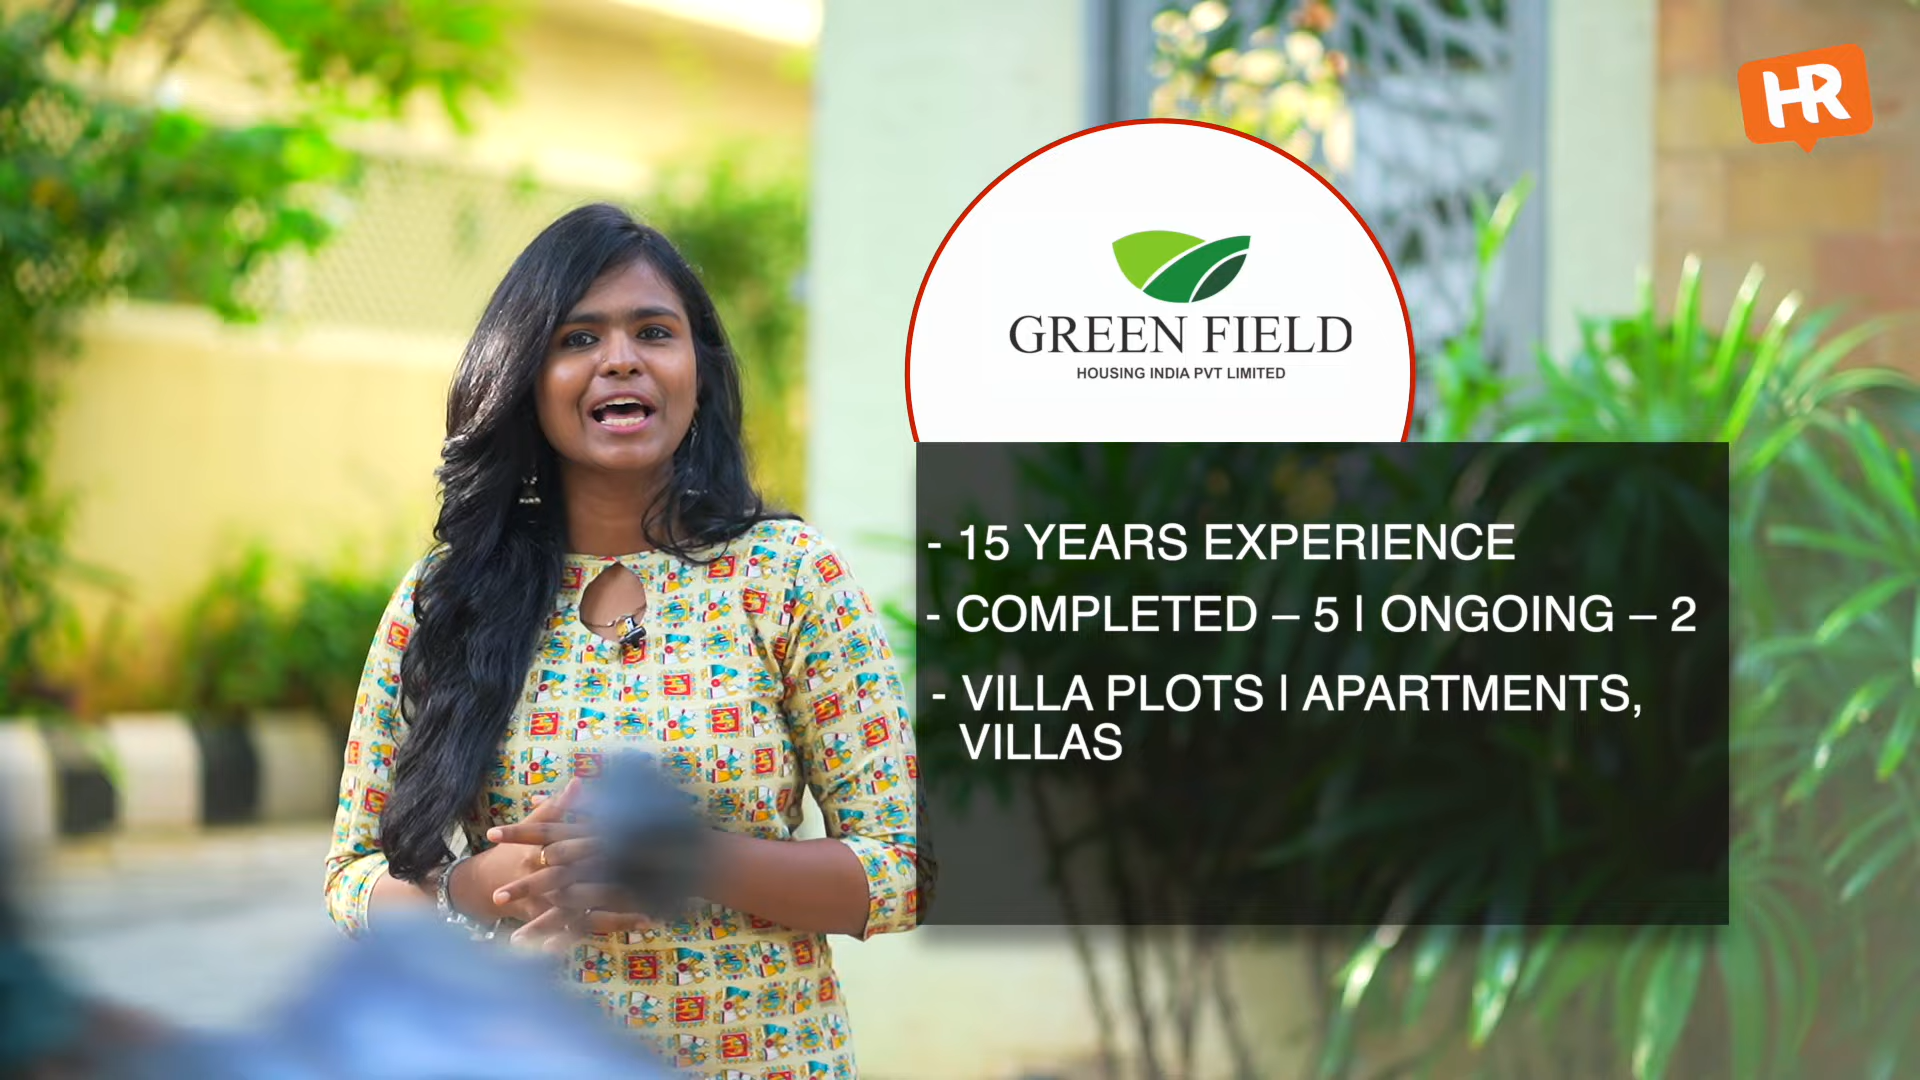 HR
GREEN FIELD
HOUSING INDIA PVT LIMITED
- 15 YEARS EXPERIENCE
- COMPLETED – 5 | ONGOING – 2
- VILLA PLOTS | APARTMENTS,
VILLAS